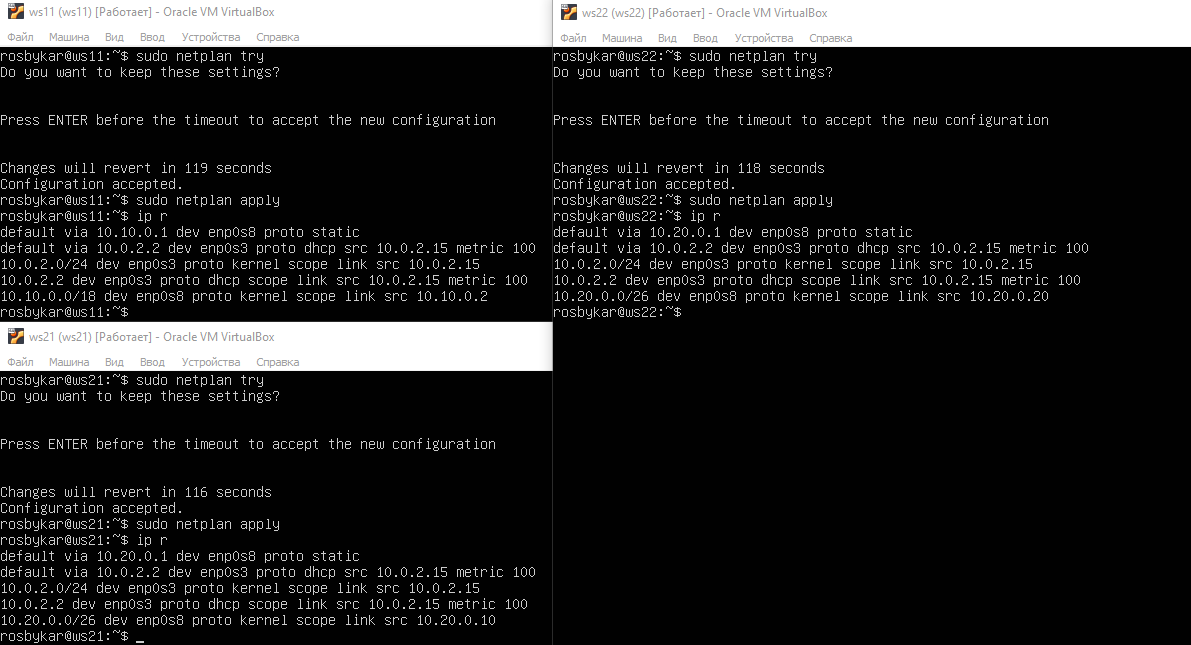 ws11 (ws11) [Работает] - Oracle VM VirtualBox
Файл Машина Вид Ввод Устройства Справка
rosbykar@ws11:~$ sudo netplan try
Do you want to keep these settings?
Press ENTER before the timeout to accept the new configuration
Changes will revert in 119 seconds
Configuration accepted.
rosbykar@ws11:~$ sudo netplan apply
rosbykar@ws11:~$ ip r
default via 10.10.0.1 dev enp0s8 proto static
default via 10.0.2.2 dev enp0s3 proto dhcp src 10.0.2.15 metric 100
10.0.2.0/24 dev enp0s3 proto kernel scope link src 10.0.2.15
10.0.2.2 dev enp0s3 proto dhcp scope link src 10.0.2.15 metric 100
10.10.0.0/18 dev enp0s8 proto kernel scope link src 10.10.0.2
rosbykar@ws11:~$
ws22 (ws22) [Работает] - Oracle VM VirtualBox
Файл Машина Вид Ввод Устройства Справка
rosbykar@ws22:~$ sudo netplan try
Do you want to keep these settings?
Press ENTER before the timeout to accept the new configuration
Changes will revert in 118 seconds
Configuration accepted.
rosbykar@ws22:~$ sudo netplan apply
rosbykar@ws22:~$ ip r
default via 10.20.0.1 dev enp0s8 proto static
default via 10.0.2.2 dev enp0s3 proto dhcp src 10.0.2.15 metric 100
10.0.2.0/24 dev enp0s3 proto kernel scope link src 10.0.2.15
10.0.2.2 dev enp0s3 proto dhcp scope link src 10.0.2.15 metric 100
10.20.0.0/26 dev enp0s8 proto kernel scope link src 10.20.0.20
rosbykar@ws22:~$
ws21 (ws21) [Работает] - Oracle VM VirtualBox
Файл Машина Вид Ввод Устройства Справка
rosbykar@ws21:~$ sudo netplan try
Do you want to keep these settings?
Press ENTER before the timeout to accept the new configuration
Changes will revert in 116 seconds
Configuration accepted.
rosbykar@ws21:~$ sudo netplan apply
rosbykar@ws21:~$ ip r
default via 10.20.0.1 dev enp0s8 proto static
default via 10.0.2.2 dev enp0s3 proto dhcp src 10.0.2.15 metric 100
10.0.2.0/24 dev enp0s3 proto kernel scope link src 10.0.2.15
10.0.2.2 dev enp0s3 proto dhcp scope link src 10.0.2.15 metric 100
10.20.0.0/26 dev enp0s8 proto kernel scope link src 10.20.0.10
rosbykar@ws21:~$ _